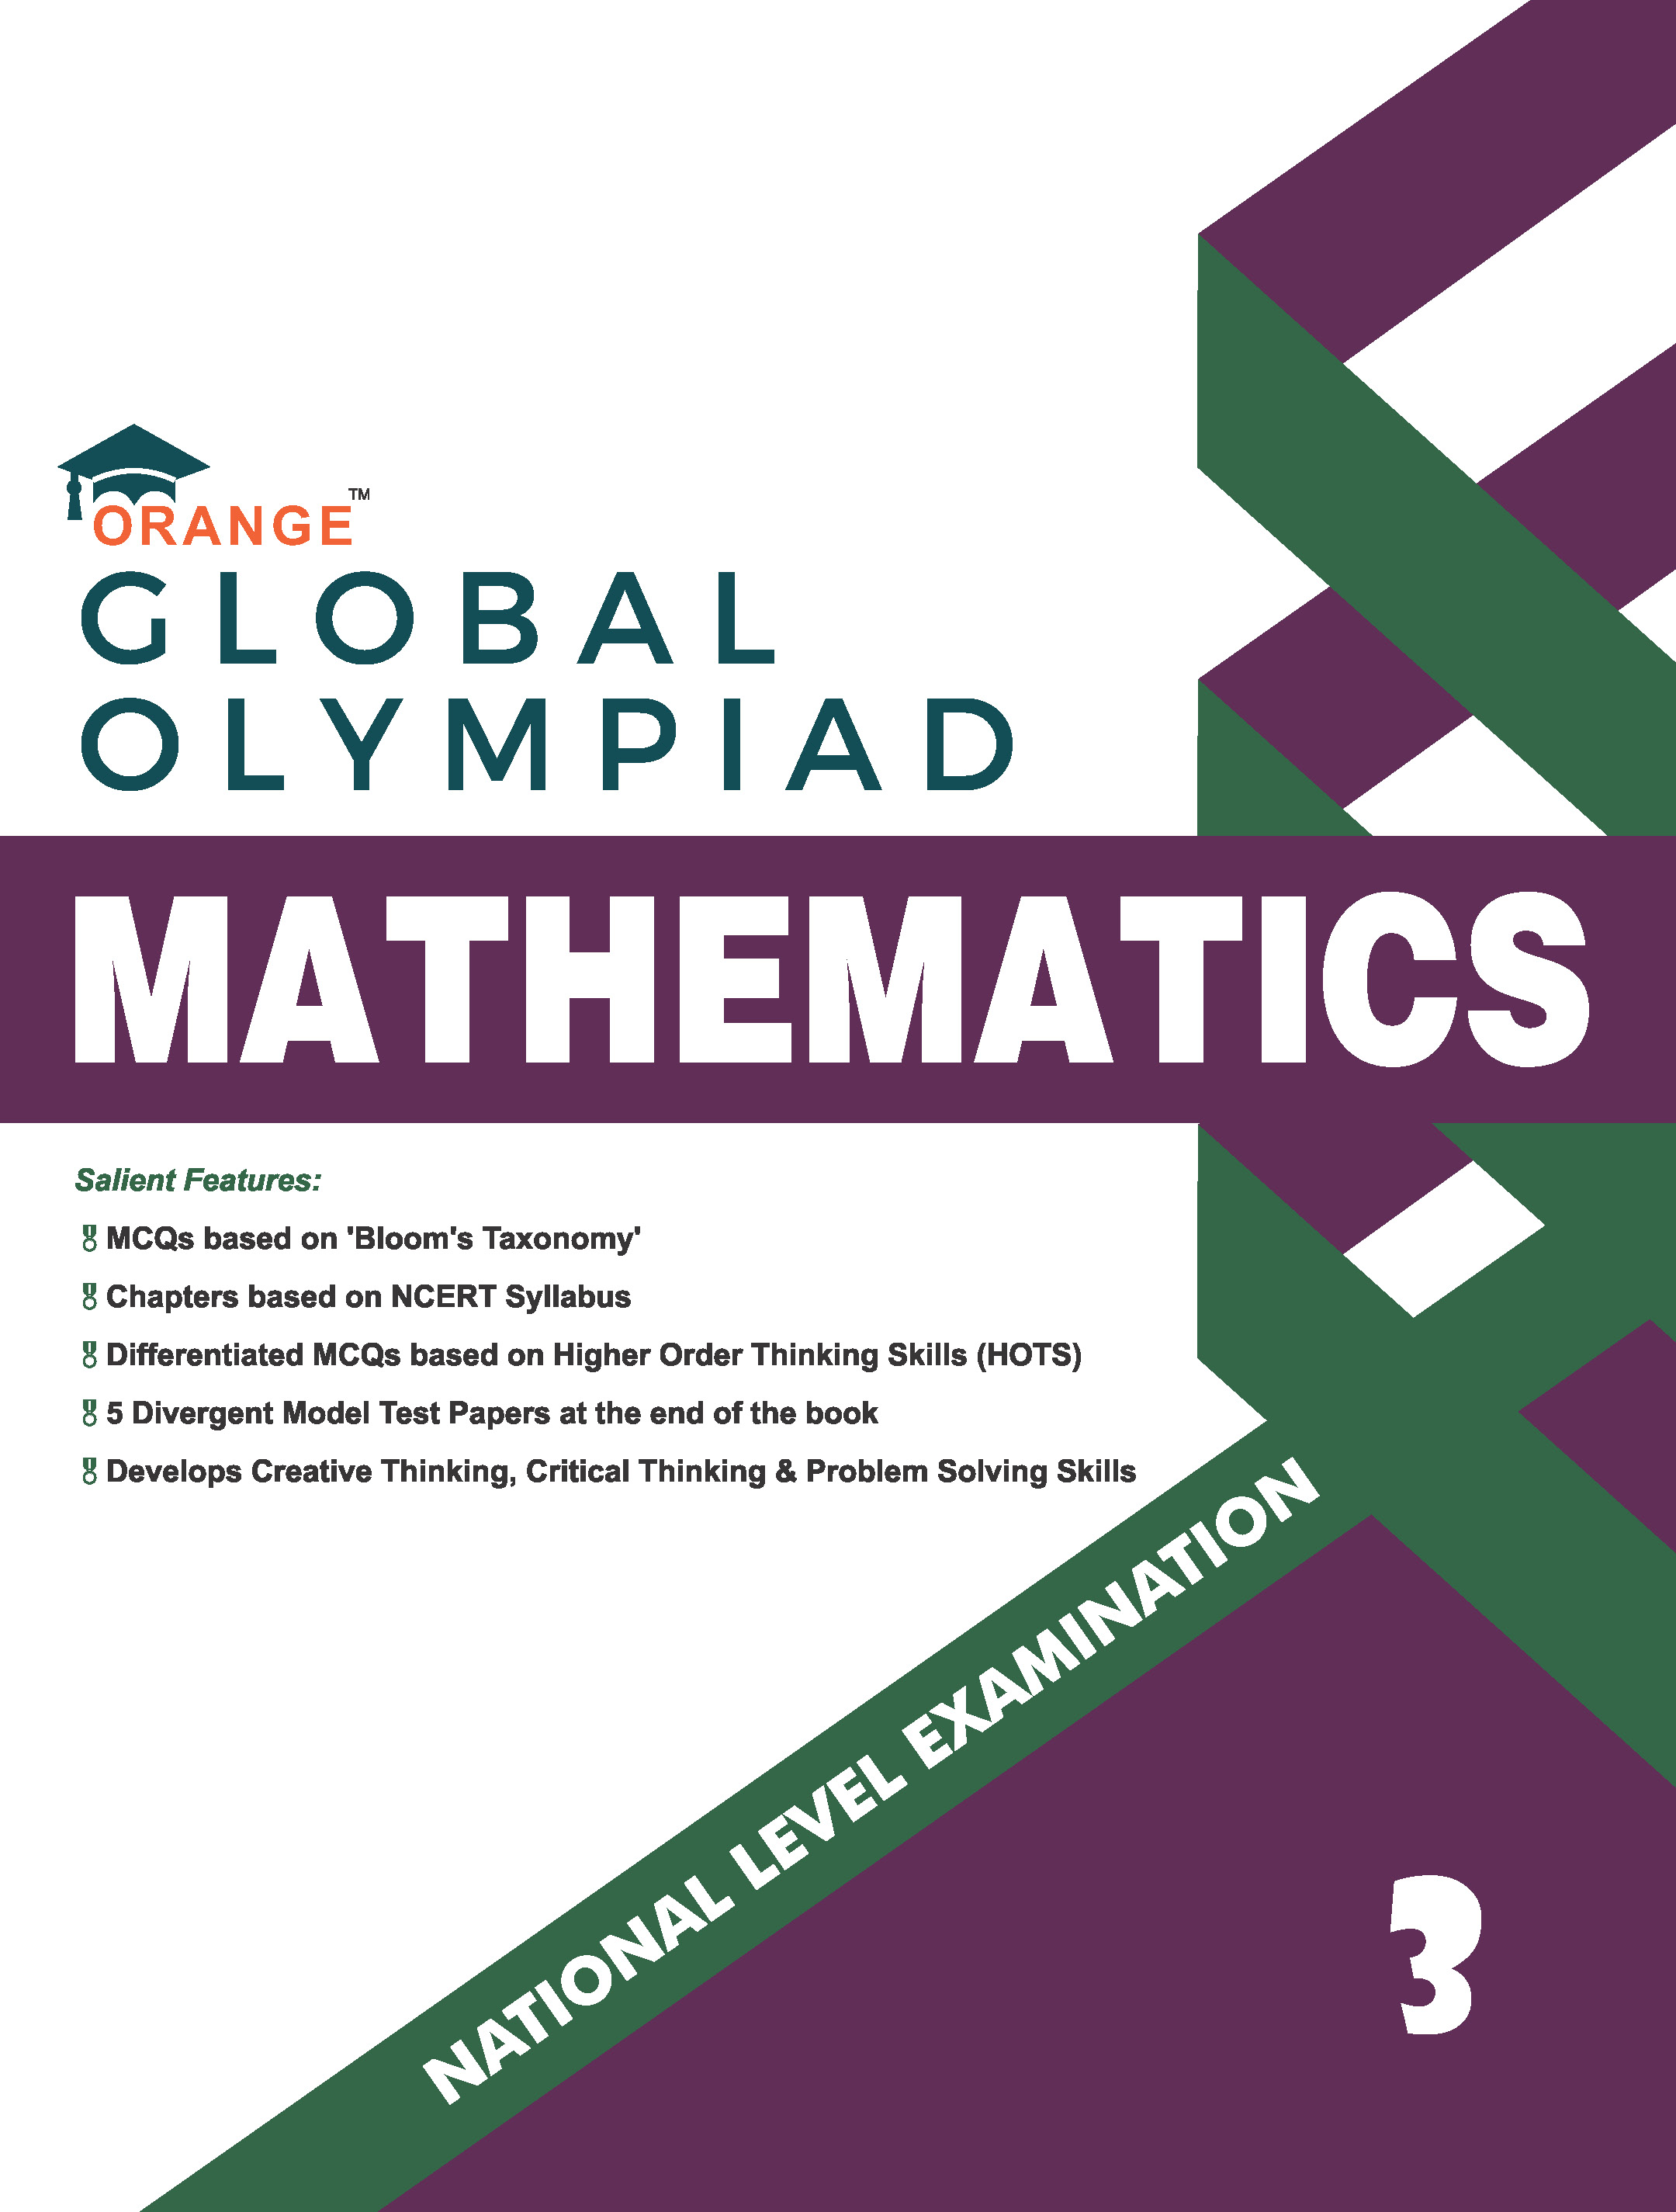 ORANGE™
GLOBAL
OLYMPIAD
MATHEMATICS
Salient Features:
MCQs based on 'Bloom's Taxonomy'
Chapters based on NCERT Syllabus
Differentiated MCQs based on Higher Order Thinking Skills (HOTS)
5 Divergent Model Test Papers at the end of the book
Develops Creative Thinking, Critical Thinking & Problem Solving Skills
NATIONAL LEVEL EXAMINATION
3